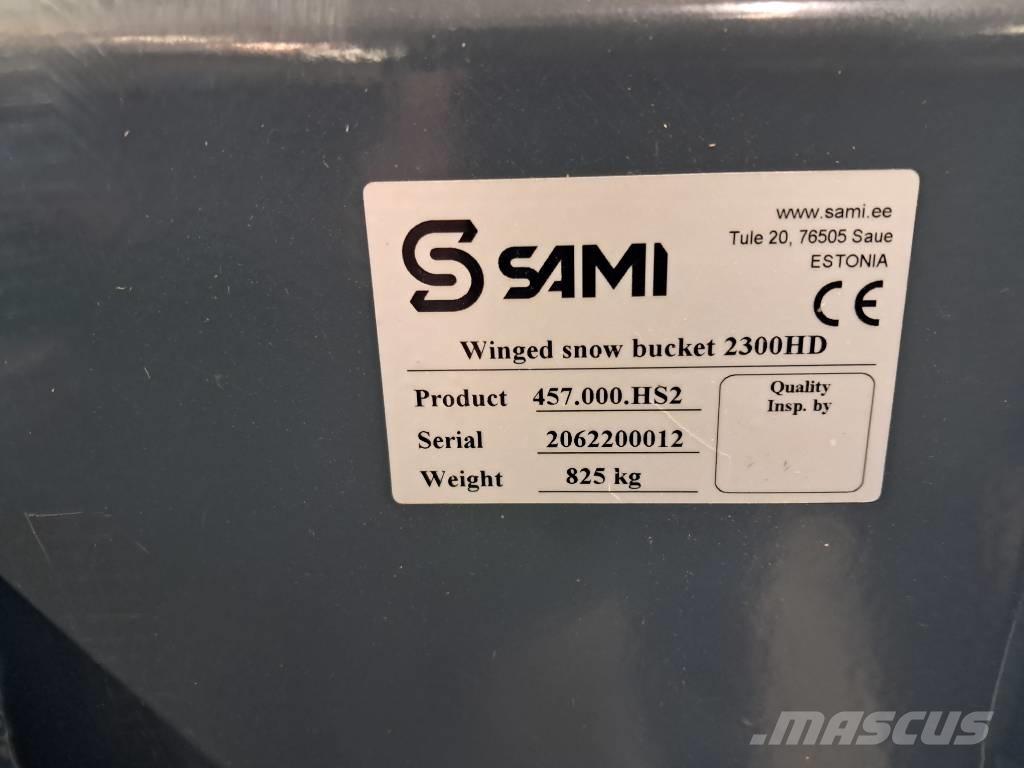 SAMI
www.sami.ee
Tule 20, 76505 Saue
ESTONIA
CE
Winged snow bucket 2300HD
Product 457.000.HS2
Serial 2062200012
Weight 825 kg
Quality
Insp. by
MASCUS